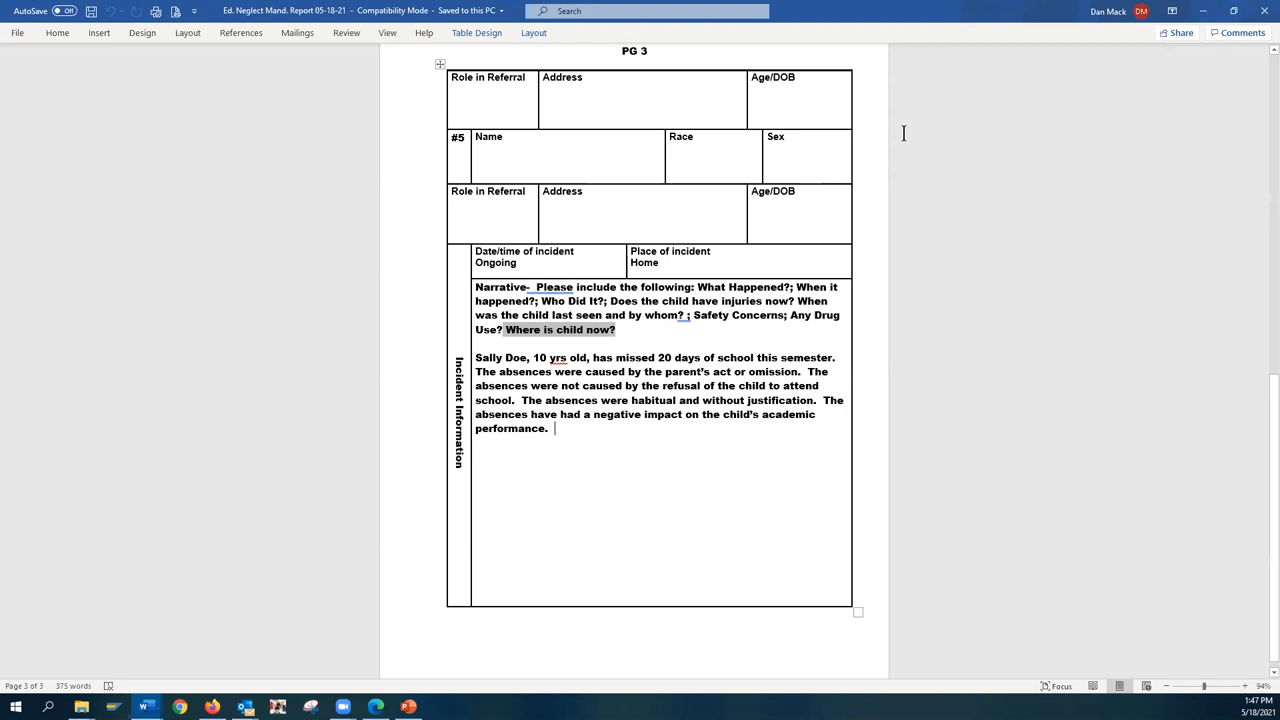 AutoSave Off Ed. Neglect Mand. Report 05-18-21 - Compatibility Mode - Saved to this PC Search Dan Mack DM
File Home Insert Design Layout References Mailings Review View Help Table Design Layout Share Comments
PG 3
Role in Referral Address Age/DOB
#5 Name Race Sex
Role in Referral Address Age/DOB
Date/time of incident Place of incident
Ongoing Home
Narrative- Please include the following: What Happened?; When it
happened?; Who Did It?; Does the child have injuries now? When
was the child last seen and by whom? ; Safety Concerns; Any Drug
Use? Where is child now?
Incident Information
Sally Doe, 10 yrs old, has missed 20 days of school this semester.
The absences were caused by the parent's act or omission. The
absences were not caused by the refusal of the child to attend
school. The absences were habitual and without justification. The
absences have had a negative impact on the child's academic
performance.
Page 3 of 3 375 words Focus 94%
1:47 PM
5/18/2021